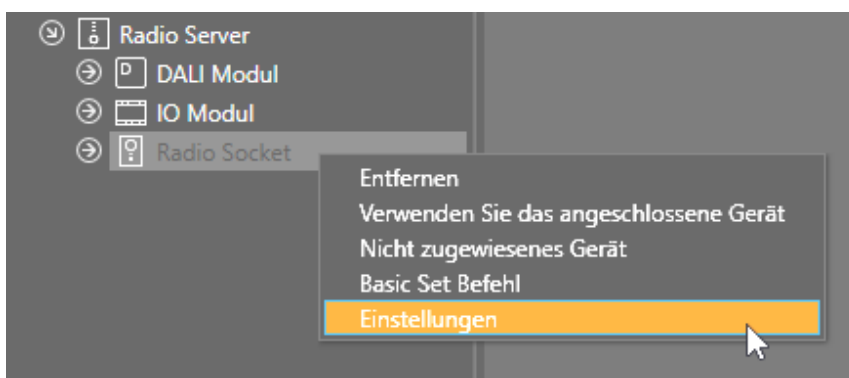 Radio Server
D
DALI Modul
IO Modul
Radio Socket
Entfernen
Verwenden Sie das angeschlossene Gerät
Nicht zugewiesenes Gerät
Basic Set Befehl
Einstellungen